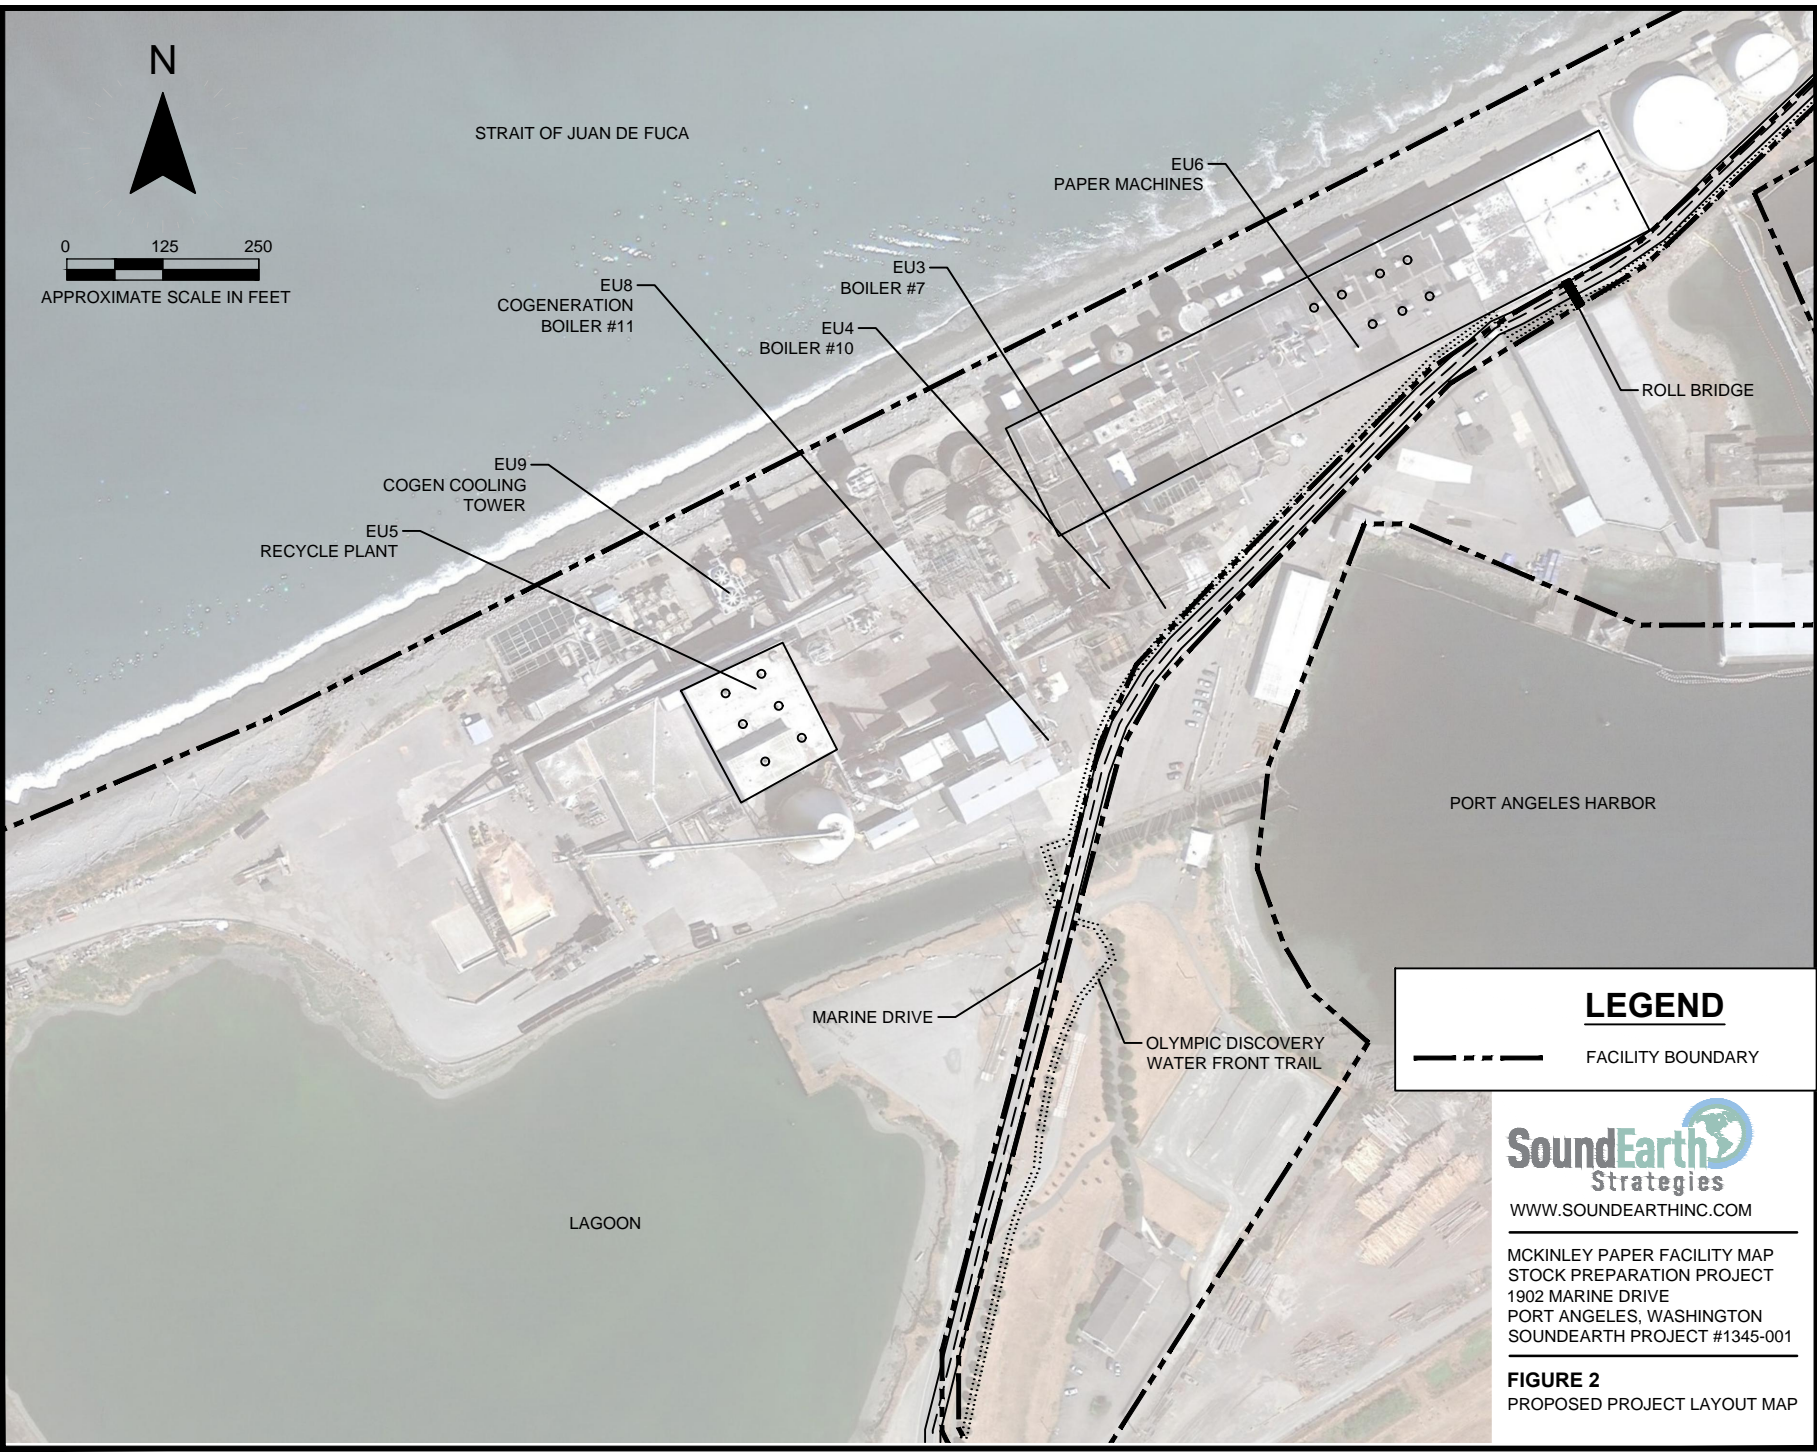 N
0 125 250
APPROXIMATE SCALE IN FEET
STRAIT OF JUAN DE FUCA
EU6
PAPER MACHINES
EU3
BOILER #7
EU8
COGENERATION
BOILER #11
EU4
BOILER #10
ROLL BRIDGE
EU9
COGEN COOLING
TOWER
EU5
RECYCLE PLANT
PORT ANGELES HARBOR
MARINE DRIVE
OLYMPIC DISCOVERY
WATER FRONT TRAIL
LAGOON
LEGEND
FACILITY BOUNDARY
SoundEarth
Strategies
WWW.SOUNDEARTHINC.COM
MCKINLEY PAPER FACILITY MAP
STOCK PREPARATION PROJECT
1902 MARINE DRIVE
PORT ANGELES, WASHINGTON
SOUNDEARTH PROJECT #1345-001
FIGURE 2
PROPOSED PROJECT LAYOUT MAP